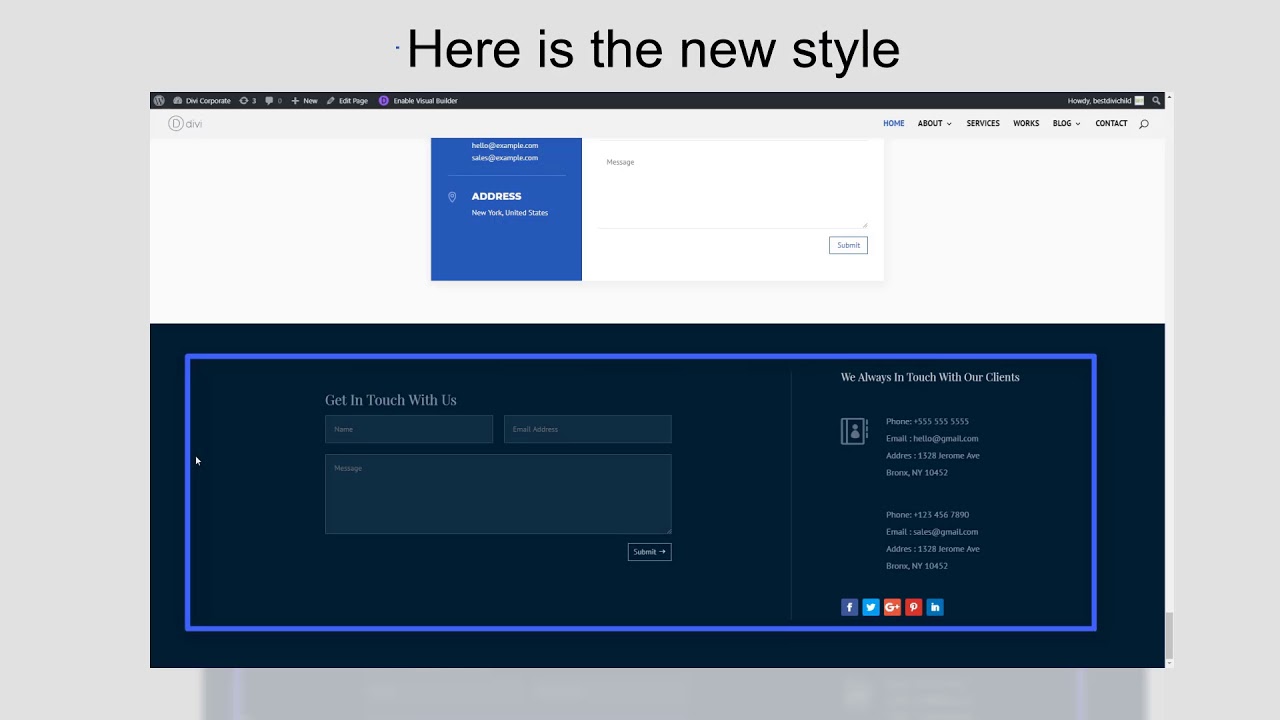 Here is the new style
Divi Corporate 3 0 New Edit Page Enable Visual Builder Howdy, bestdivichild
divi HOME ABOUT SERVICES WORKS BLOG CONTACT
hello@example.com
sales@example.com
Message
ADDRESS
New York, United States
Submit
We Always In Touch With Our Clients
Get In Touch With Us
Name Email Address
Message
Submit →
Phone: +555 555 5555
Email : hello@gmail.com
Addres : 1328 Jerome Ave
Bronx, NY 10452
Phone: +123 456 7890
Email : sales@gmail.com
Addres : 1328 Jerome Ave
Bronx, NY 10452